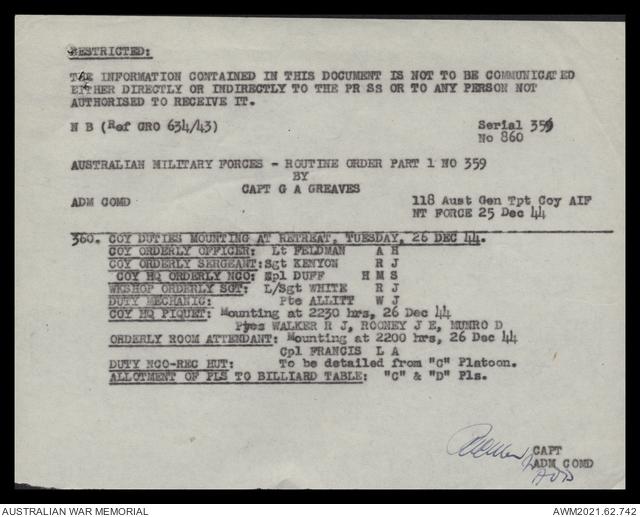 RESTRICTED:
THE INFORMATION CONTAINED IN THIS DOCUMENT IS NOT TO BE COMMUNICATED
EITHER DIRECTLY OR INDIRECTLY TO THE PR SS OR TO ANY PERSON NOT
AUTHORISED TO RECEIVE IT.
N B (Ref GRO 634/43) Serial 359
No 860
AUSTRALIAN MILITARY FORCES - ROUTINE ORDER PART 1 NO 359
BY
CAPT G A GREAVES
ADM COMD 118 Aust Gen Tpt Coy AIF
NT FORCE 25 Dec 44
360. COY DUTIES MOUNTING AT RETREAT, TUESDAY, 26 DEC 44.
COY ORDERLY OFFICER: Lt FELDMAN A H
COY ORDERLY SERGEANT:Sgt KENYON R J
COY HQ ORDERLY NCO: Cpl DUFF H M S
WKSHOP ORDERLY SGT: L/Sgt WHITE R J
DUTY MECHANIC: Pte ALLITT W J
COY HQ PIQUET: Mounting at 2230 hrs, 26 Dec 44
Ptes WALKER R J, ROONEY J E, MUNRO D
ORDERLY ROOM ATTENDANT: Mounting at 2200 hrs, 26 Dec 44
Cpl FRANCIS L A
DUTY NCO-REC HUT: To be detailed from "C" Platoon.
ALLOTMENT OF PLS TO BILLIARD TABLE: "C" & "D" Pls.
CAPT
ADM COMD
AUSTRALIAN WAR MEMORIAL AWM2021.62.742